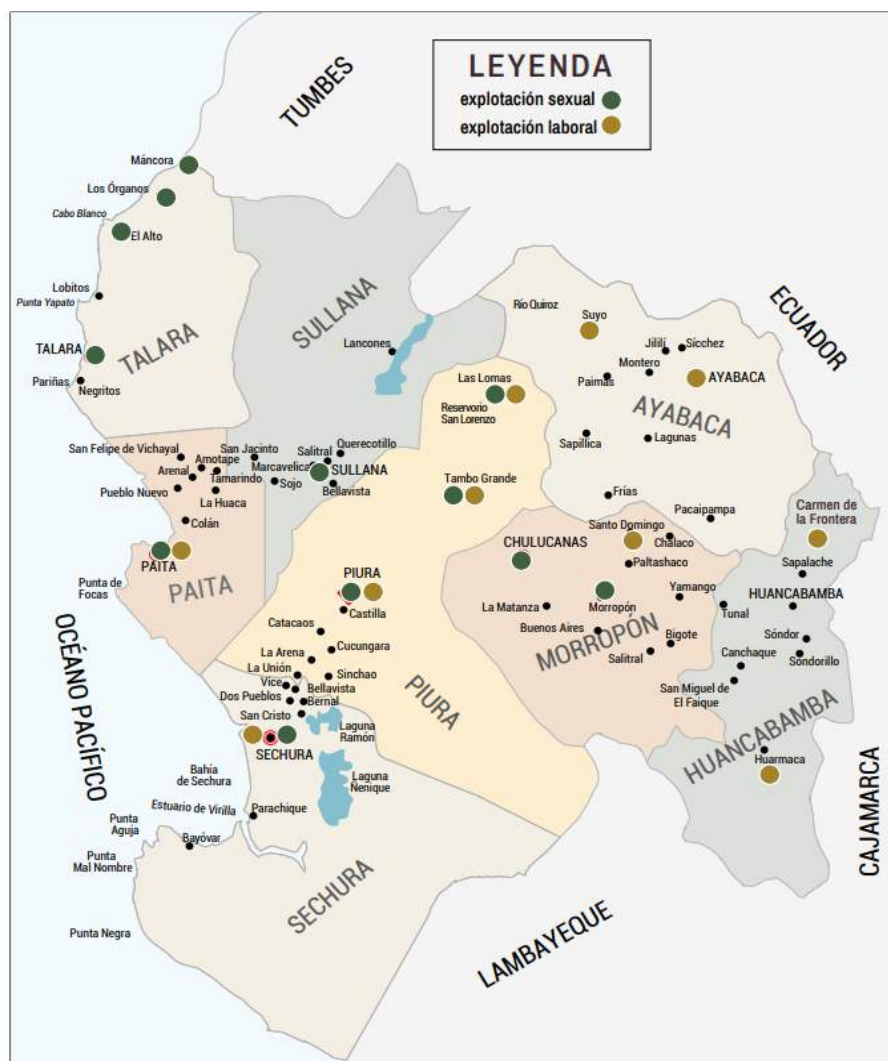 LEYENDA
explotación sexual
explotación laboral
TUMBES
Máncora
Los Órganos
Cabo Blanco
El Alto
Lobitos
Punta Yapato
TALARA
TALARA
Pariñas
Negritos
SULLANA
Lancones
Río Quiroz
Suyo
ECUADOR
Jililí
Sícchez
Montero
Paimas
AYABACA
AYABACA
Las Lomas
Reservorio
San Lorenzo
Sapillica
Lagunas
San Felipe de Vichayal
San Jacinto
Salitral
Querecotillo
Amotape
Marcavelica
SULLANA
Arenal
Tamarindo
Sojo
Bellavista
Pueblo Nuevo
La Huaca
Tambo Grande
Frías
Pacaipampa
Carmen de
la Frontera
Colán
Santo Domingo
Chalaco
CHULUCANAS
Paltashaco
Sapalache
PAITA
PAITA
Punta de
Focas
PIURA
Castilla
Yamango
HUANCABAMBA
La Matanza
Morropón
Tunal
Catacaos
Buenos Aires
MORROPÓN
Bigote
Sóndor
Cucungara
Salitral
Canchaque
Sondorillo
La Arena
La Unión
Sinchao
San Miguel de
El Faique
Vice
Bellavista
Dos Pueblos
Bernal
PIURA
San Cristo
Laguna
Ramón
OCÉANO PACÍFICO
SECHURA
HUANCABAMBA
Huarmaca
Bahía
de Sechura
Laguna
Ñenique
Estuario de Virilla
Parachique
Punta
Aguja
Bayóvar
Punta
Mal Nombre
SECHURA
CAJAMARCA
Punta Negra
LAMBAYEQUE